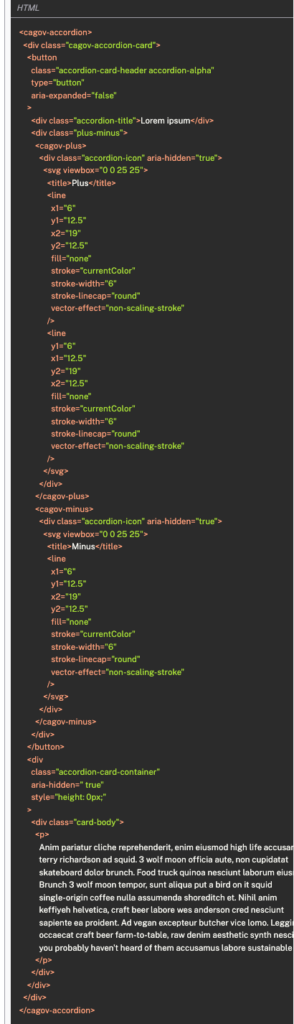 HTML
<cagov-accordion>
<div class="cagov-accordion-card">
<button
class="accordion-card-header accordion-alpha"
type="button"
aria-expanded="false"
>
<div class="accordion-title">Lorem ipsum</div>
<div class="plus-minus">
<cagov-plus>
<div class="accordion-icon" aria-hidden="true">
<svg viewbox="0 0 25 25">
<title>Plus</title>
<line
x1="6"
y1="12.5"
x2="19"
y2="12.5"
fill="none"
stroke="currentColor"
stroke-width="6"
stroke-linecap="round"
vector-effect="non-scaling-stroke"
/>
<line
y1="6"
x1="12.5"
y2="19"
x2="12.5"
fill="none"
stroke="currentColor"
stroke-width="6"
stroke-linecap="round"
vector-effect="non-scaling-stroke"
/>
</svg>
</div>
</cagov-plus>
<cagov-minus>
<div class="accordion-icon" aria-hidden="true">
<svg viewbox="0 0 25 25">
<title>Minus</title>
<line
x1="6"
y1="12.5"
x2="19"
y2="12.5"
fill="none"
stroke="currentColor"
stroke-width="6"
stroke-linecap="round"
vector-effect="non-scaling-stroke"
/>
</svg>
</div>
</cagov-minus>
</div>
</button>
<div
class="accordion-card-container"
aria-hidden=" true"
style="height: 0px;"
>
<div class="card-body">
<p>
Anim pariatur cliche reprehenderit, enim eiusmod high life accusar
terry richardson ad squid. 3 wolf moon officia aute, non cupidatat
skateboard dolor brunch. Food truck quinoa nesciunt laborum eius
Brunch 3 wolf moon tempor, sunt aliqua put a bird on it squid
single-origin coffee nulla assumenda shoreditch et. Nihil anim
keffiyeh helvetica, craft beer labore wes anderson cred nesciunt
sapiente ea proident. Ad vegan excepteur butcher vice lomo. Leggin
occaecat craft beer farm-to-table, raw denim aesthetic synth nesci
you probably haven't heard of them accusamus labore sustainable
</p>
</div>
</div>
</div>
</cagov-accordion>